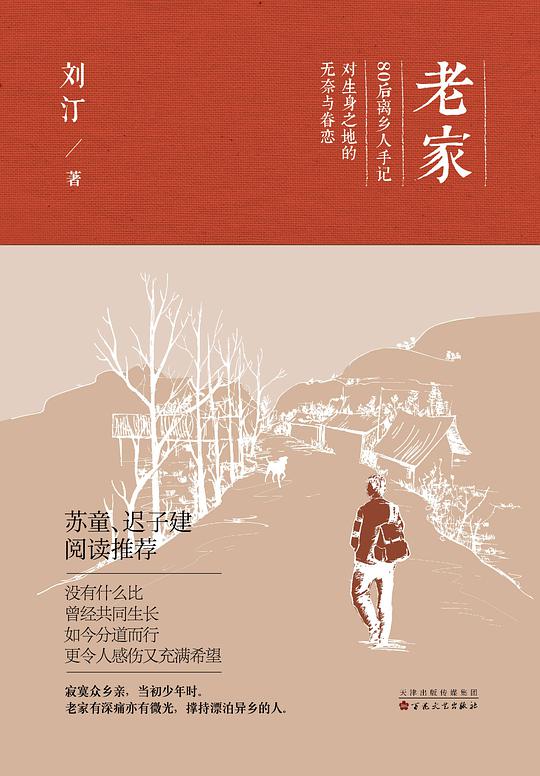 老家
80后离乡人手记
对生身之地的
无奈与眷恋
刘汀／著
苏童、迟子建
阅读推荐
没有什么比
曾经共同生长
如今分道而行
更令人感伤又充满希望
寂寞众乡亲，当初少年时。
老家有深痛亦有微光，撑持漂泊异乡的人。
天津出版传媒集团
百花文艺出版社